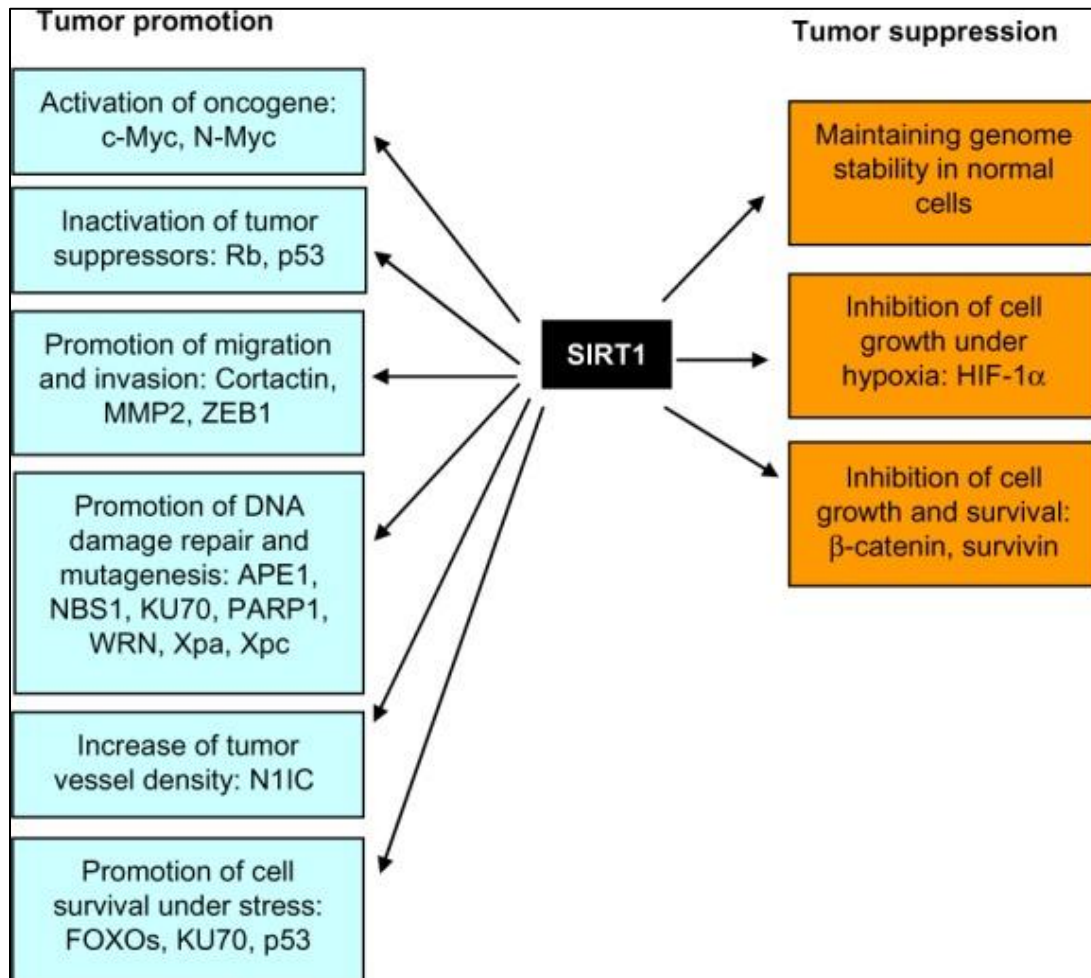 Tumor promotion
Activation of oncogene:
c-Myc, N-Myc
Inactivation of tumor
suppressors: Rb, p53
Promotion of migration
and invasion: Cortactin,
MMP2, ZEB1
Promotion of DNA
damage repair and
mutagenesis: APE1,
NBS1, KU70, PARP1,
WRN, Xpa, Xpc
Increase of tumor
vessel density: N1IC
Promotion of cell
survival under stress:
FOXOs, KU70, p53
SIRT1
Tumor suppression
Maintaining genome
stability in normal
cells
Inhibition of cell
growth under
hypoxia: HIF-1α
Inhibition of cell
growth and survival:
β-catenin, survivin